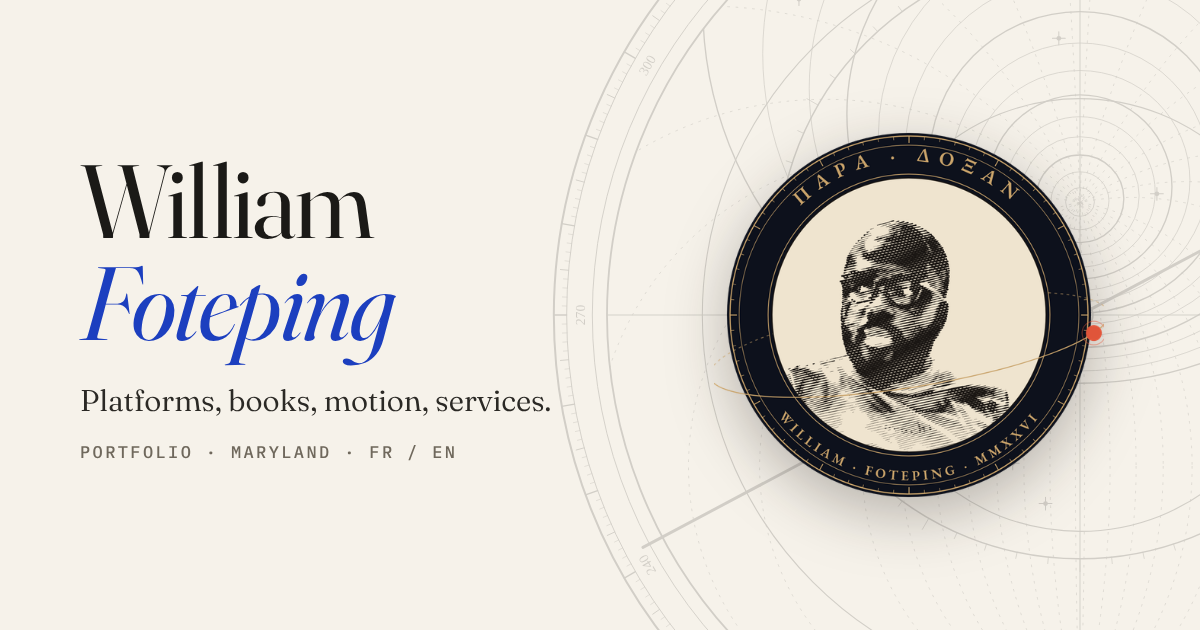 William
Foteping
Platforms, books, motion, services.
PORTFOLIO · MARYLAND · FR / EN
ΠΑΡΑ · ΔΟΞΑΝ
WILLIAM · FOTEPING · MMXXVI
300
270
240